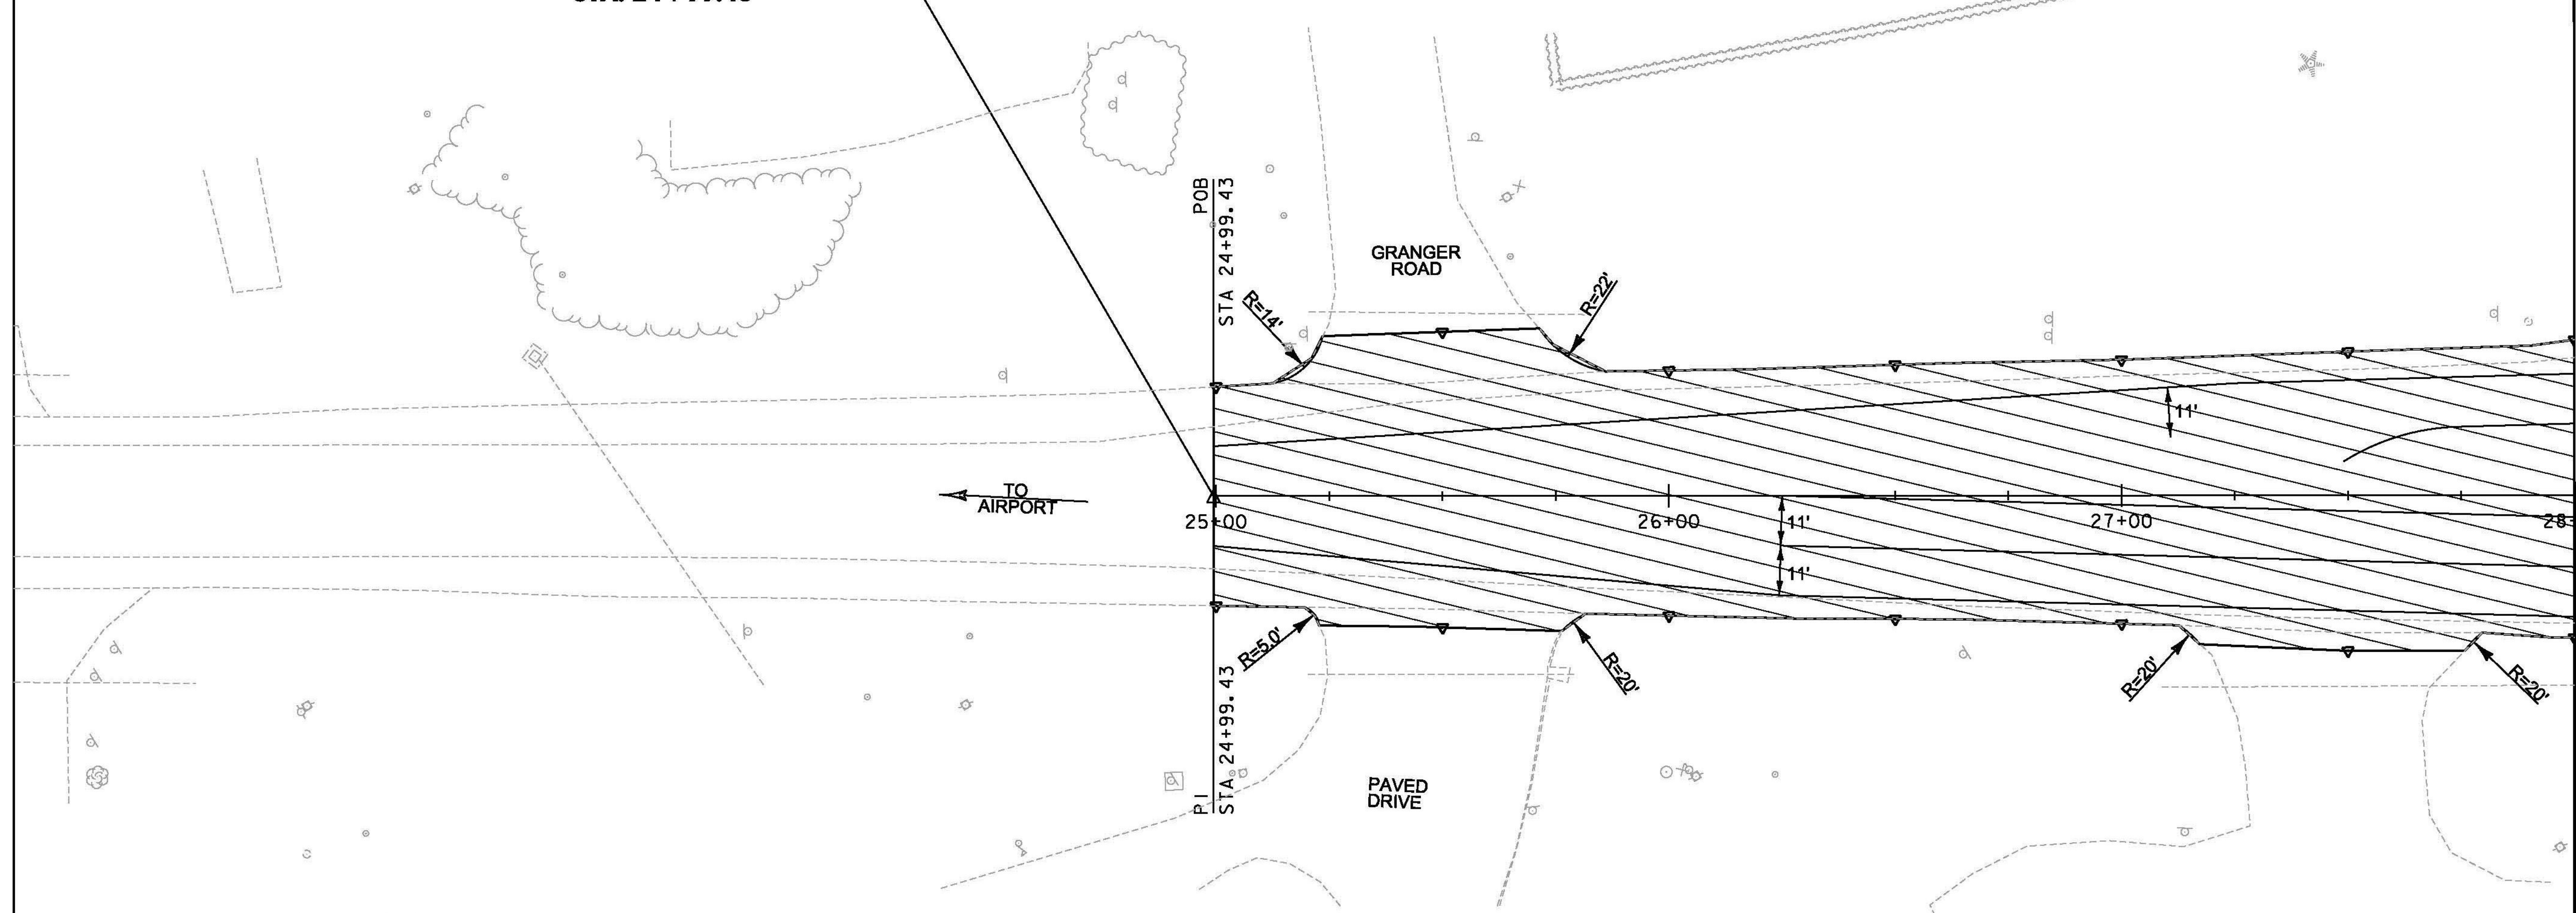 POB
STA 24+99.43
GRANGER
ROAD
R=14'
R=22'
11'
TO
AIRPORT
25+00
26+00
27+00
28
11'
11'
R=5.0'
R=20'
R=20'
R=20'
PI
STA 24+99.43
PAVED
DRIVE